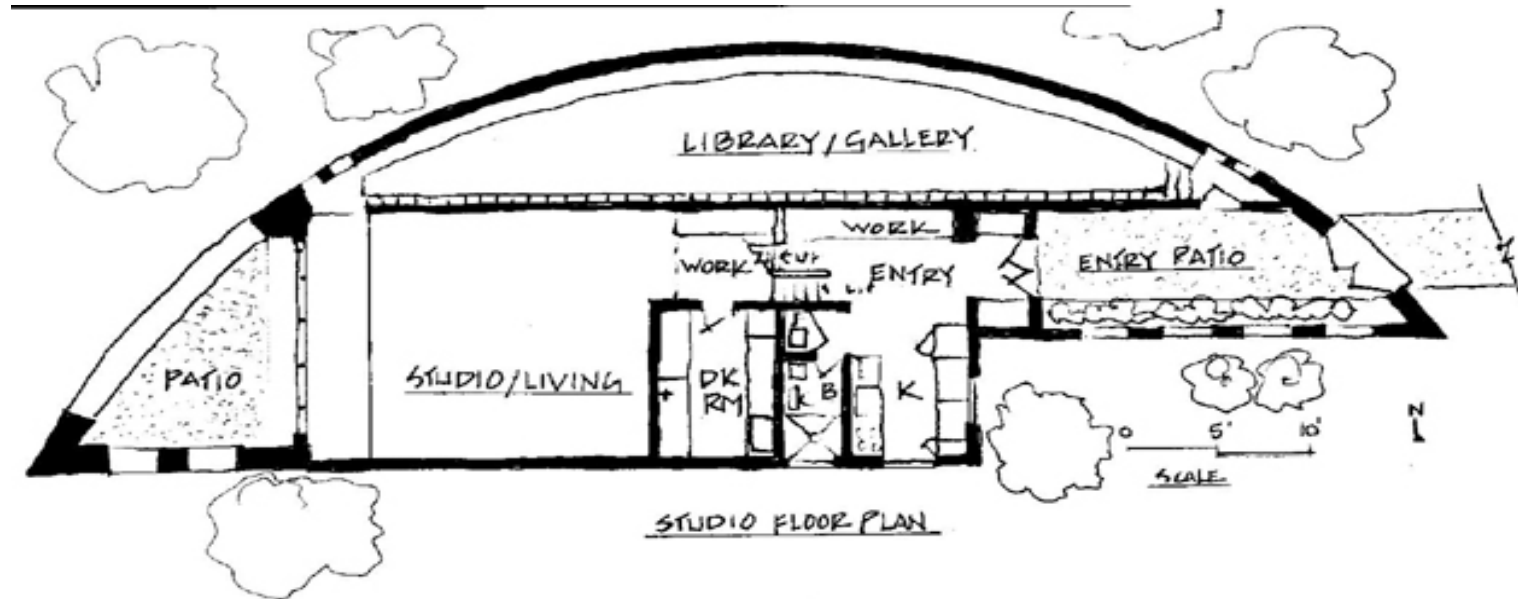 LIBRARY/GALLERY
WORK
WORK
ENTRY
ENTRY PATIO
PATIO
STUDIO/LIVING
DK
RM
B
K
N
0 5' 10'
SCALE
STUDIO FLOOR PLAN